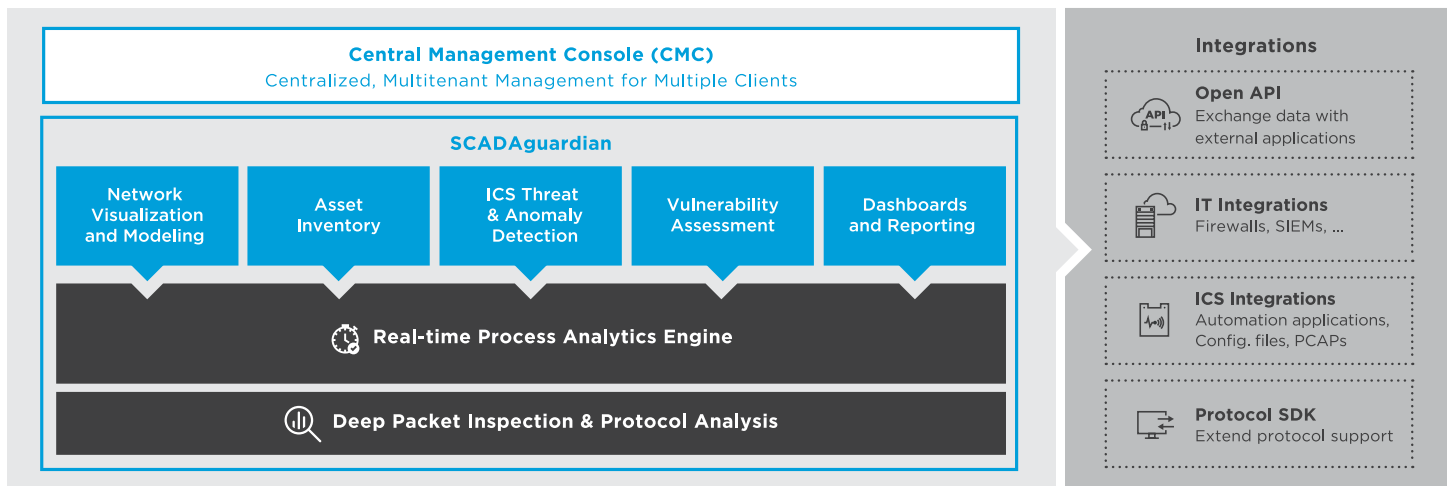 Central Management Console (CMC)
Centralized, Multitenant Management for Multiple Clients
SCADAguardian
Network
Visualization
and Modeling
Asset
Inventory
ICS Threat
& Anomaly
Detection
Vulnerability
Assessment
Dashboards
and Reporting
Real-time Process Analytics Engine
Deep Packet Inspection & Protocol Analysis
Integrations
API
Open API
Exchange data with
external applications
IT Integrations
Firewalls, SIEMs, ...
ICS Integrations
Automation applications,
Config. files, PCAPs
Protocol SDK
Extend protocol support